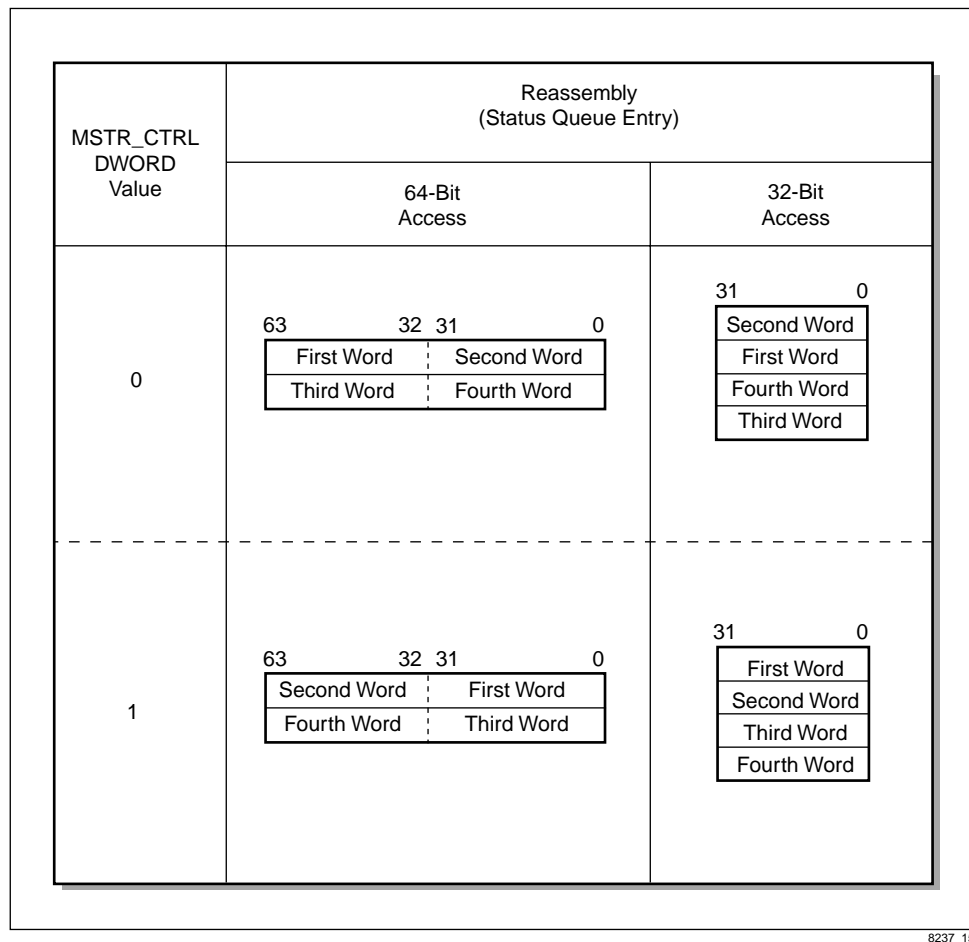 MSTR_CTRL
DWORD
Value
Reassembly
(Status Queue Entry)
64-Bit
Access
32-Bit
Access
0
63 32 31 0
First Word Second Word
Third Word Fourth Word
31 0
Second Word
First Word
Fourth Word
Third Word
1
63 32 31 0
Second Word First Word
Fourth Word Third Word
31 0
First Word
Second Word
Third Word
Fourth Word